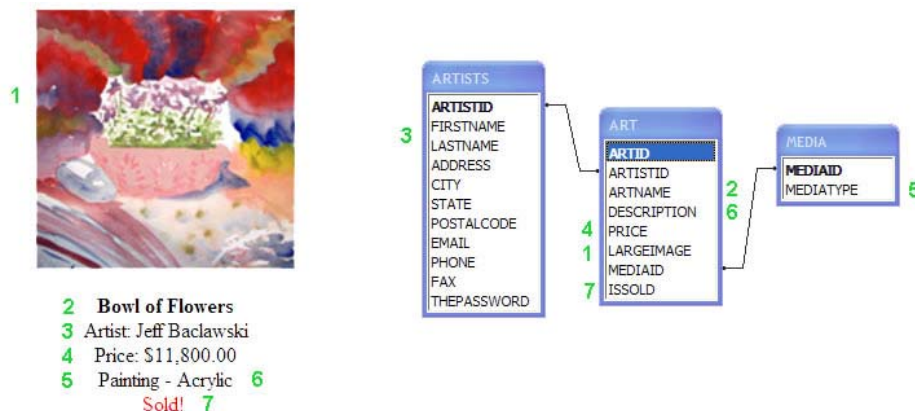 1
2 Bowl of Flowers
3 Artist: Jeff Baclawski
4 Price: $11,800.00
5 Painting - Acrylic 6
Sold! 7
ARTISTS
ARTISTID
3 FIRSTNAME
LASTNAME
ADDRESS
CITY
STATE
POSTALCODE
EMAIL
PHONE
FAX
THEPASSWORD
ART
ARTID
ARTISTID
ARTNAME 2
DESCRIPTION 6
4 PRICE
1 LARGEIMAGE
MEDIAID
7 ISSOLD
MEDIA
MEDIAID
MEDIATYPE 5